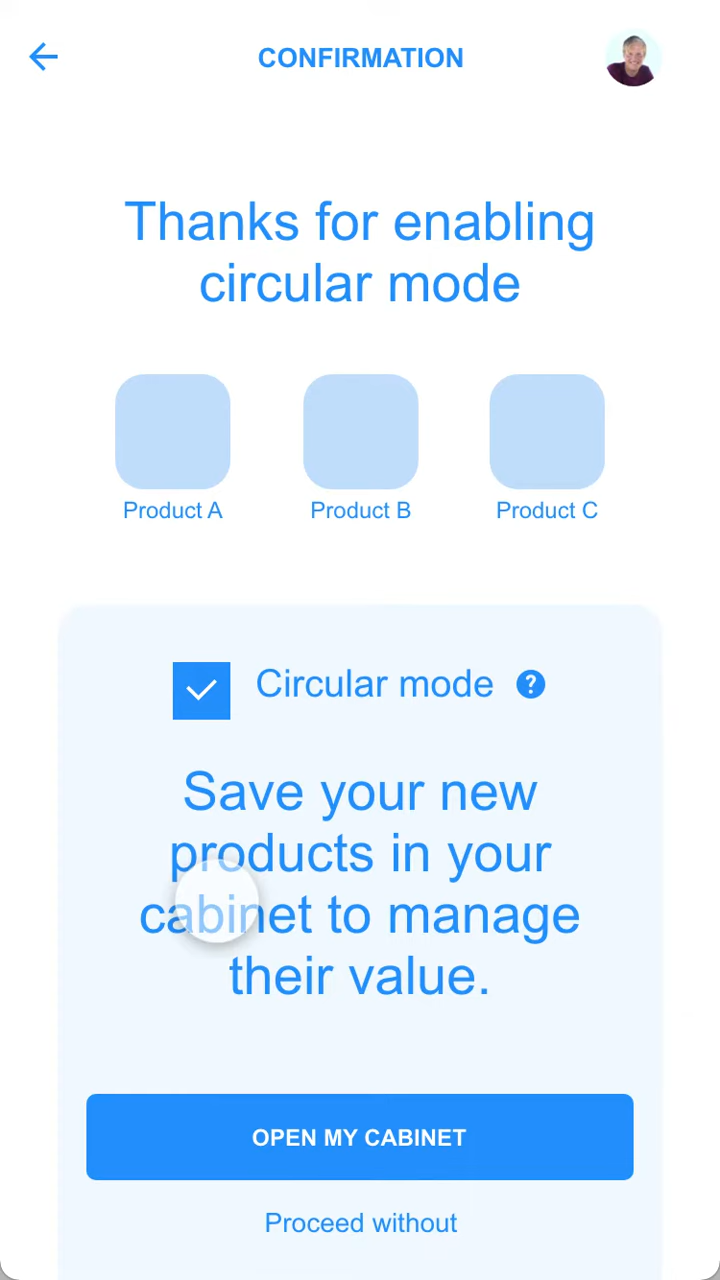 CONFIRMATION
Thanks for enabling
circular mode
Product A
Product B
Product C
Circular mode ?
Save your new
products in your
cabinet to manage
their value.
OPEN MY CABINET
Proceed without